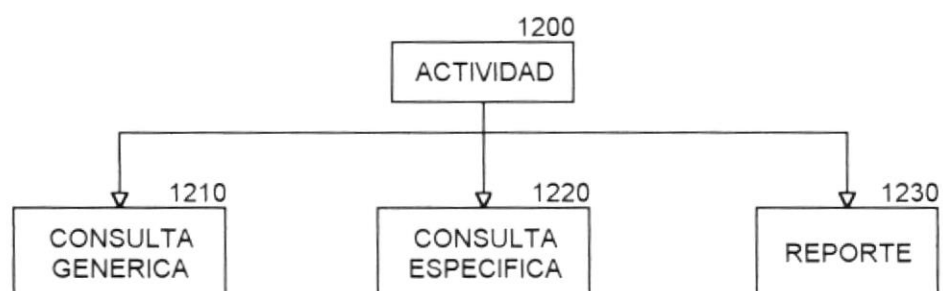 1200
ACTIVIDAD
1210
1220
1230
CONSULTA
GENERICA
CONSULTA
ESPECIFICA
REPORTE